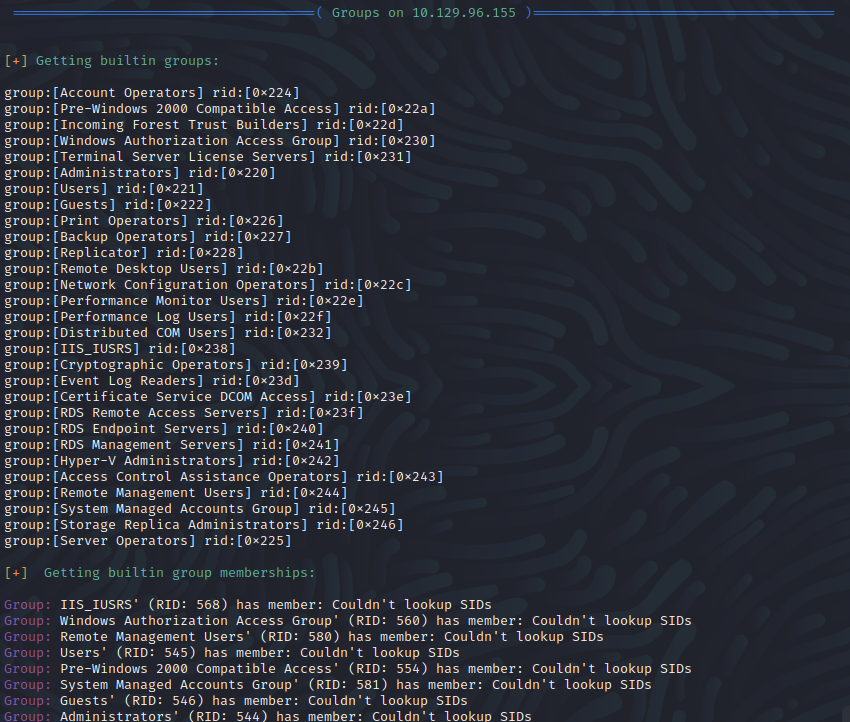 ( Groups on 10.129.96.155 )
[+] Getting builtin groups:
group:[Account Operators] rid:[0×224]
group:[Pre-Windows 2000 Compatible Access] rid:[0×22a]
group:[Incoming Forest Trust Builders] rid:[0×22d]
group:[Windows Authorization Access Group] rid:[0×230]
group:[Terminal Server License Servers] rid:[0×231]
group:[Administrators] rid:[0×220]
group:[Users] rid:[0×221]
group:[Guests] rid:[0×222]
group:[Print Operators] rid:[0×226]
group:[Backup Operators] rid:[0×227]
group:[Replicator] rid:[0×228]
group:[Remote Desktop Users] rid:[0×22b]
group:[Network Configuration Operators] rid:[0×22c]
group:[Performance Monitor Users] rid:[0×22e]
group:[Performance Log Users] rid:[0×22f]
group:[Distributed COM Users] rid:[0×232]
group:[IIS_IUSRS] rid:[0×238]
group:[Cryptographic Operators] rid:[0×239]
group:[Event Log Readers] rid:[0×23d]
group:[Certificate Service DCOM Access] rid:[0×23e]
group:[RDS Remote Access Servers] rid:[0×23f]
group:[RDS Endpoint Servers] rid:[0×240]
group:[RDS Management Servers] rid:[0×241]
group:[Hyper-V Administrators] rid:[0×242]
group:[Access Control Assistance Operators] rid:[0×243]
group:[Remote Management Users] rid:[0×244]
group:[System Managed Accounts Group] rid:[0×245]
group:[Storage Replica Administrators] rid:[0×246]
group:[Server Operators] rid:[0×225]
[+]  Getting builtin group memberships:
Group: IIS_IUSRS' (RID: 568) has member: Couldn't lookup SIDs
Group: Windows Authorization Access Group' (RID: 560) has member: Couldn't lookup SIDs
Group: Remote Management Users' (RID: 580) has member: Couldn't lookup SIDs
Group: Users' (RID: 545) has member: Couldn't lookup SIDs
Group: Pre-Windows 2000 Compatible Access' (RID: 554) has member: Couldn't lookup SIDs
Group: System Managed Accounts Group' (RID: 581) has member: Couldn't lookup SIDs
Group: Guests' (RID: 546) has member: Couldn't lookup SIDs
Group: Administrators' (RID: 544) has member: Couldn't lookup SIDs